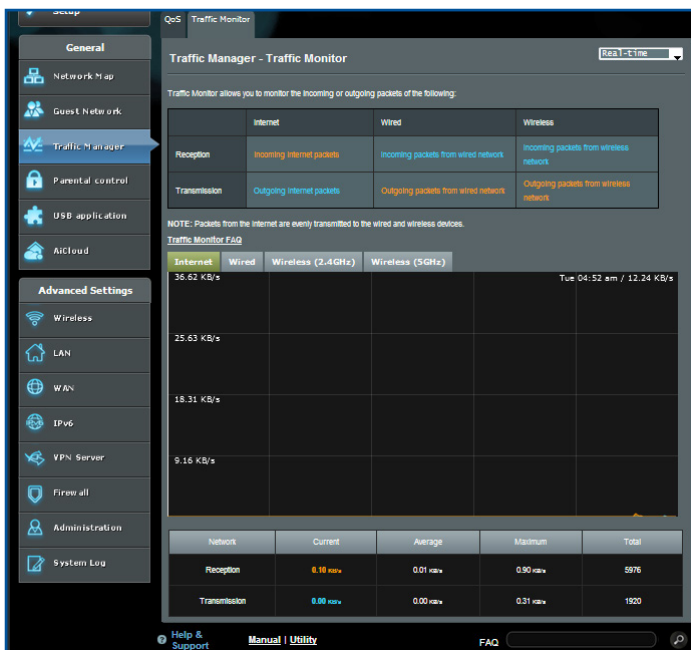 Setup
General
Network Map
Guest Network
Traffic Manager
Parental control
USB application
AiCloud
Advanced Settings
Wireless
LAN
WAN
IPv6
VPN Server
Firewall
Administration
System Log
QoS Traffic Monitor
Traffic Manager - Traffic Monitor
Real-time
Traffic Monitor allows you to monitor the incoming or outgoing packets of the following:
Internet Wired Wireless
Reception Incoming Internet packets Incoming packets from wired network Incoming packets from wireless network
Transmission Outgoing Internet packets Outgoing packets from wired network Outgoing packets from wireless network
NOTE: Packets from the Internet are evenly transmitted to the wired and wireless devices.
Traffic Monitor FAQ
Internet Wired Wireless (2.4GHz) Wireless (5GHz)
36.62 KB/s Tue 04:52 am / 12.24 KB/s
25.63 KB/s
18.31 KB/s
9.16 KB/s
Network Current Average Maximum Total
Reception 0.10 KB/s 0.01 KB/s 0.90 KB/s 5976
Transmission 0.00 KB/s 0.00 KB/s 0.31 KB/s 1920
Help & Support Manual | Utility FAQ